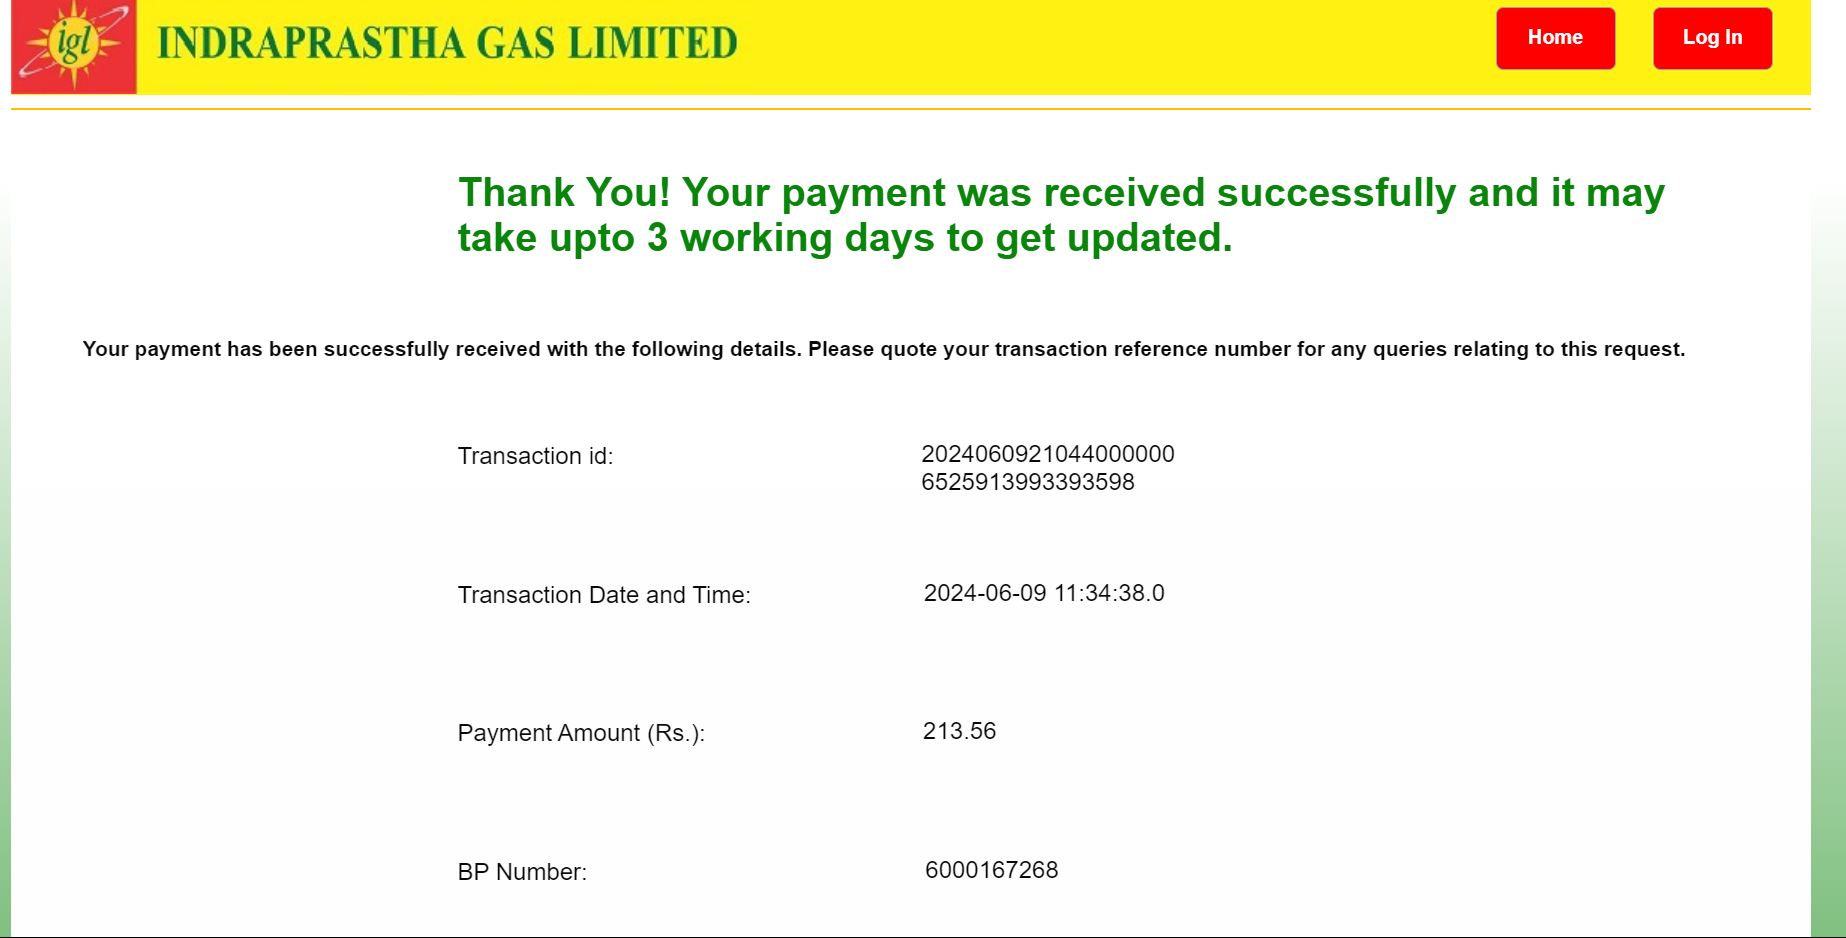 igl
INDRAPRASTHA GAS LIMITED
Home
Log In
Thank You! Your payment was received successfully and it may
take upto 3 working days to get updated.
Your payment has been successfully received with the following details. Please quote your transaction reference number for any queries relating to this request.
Transaction id:
2024060921044000000
6525913993393598
Transaction Date and Time:
2024-06-09 11:34:38.0
Payment Amount (Rs.):
213.56
BP Number:
6000167268